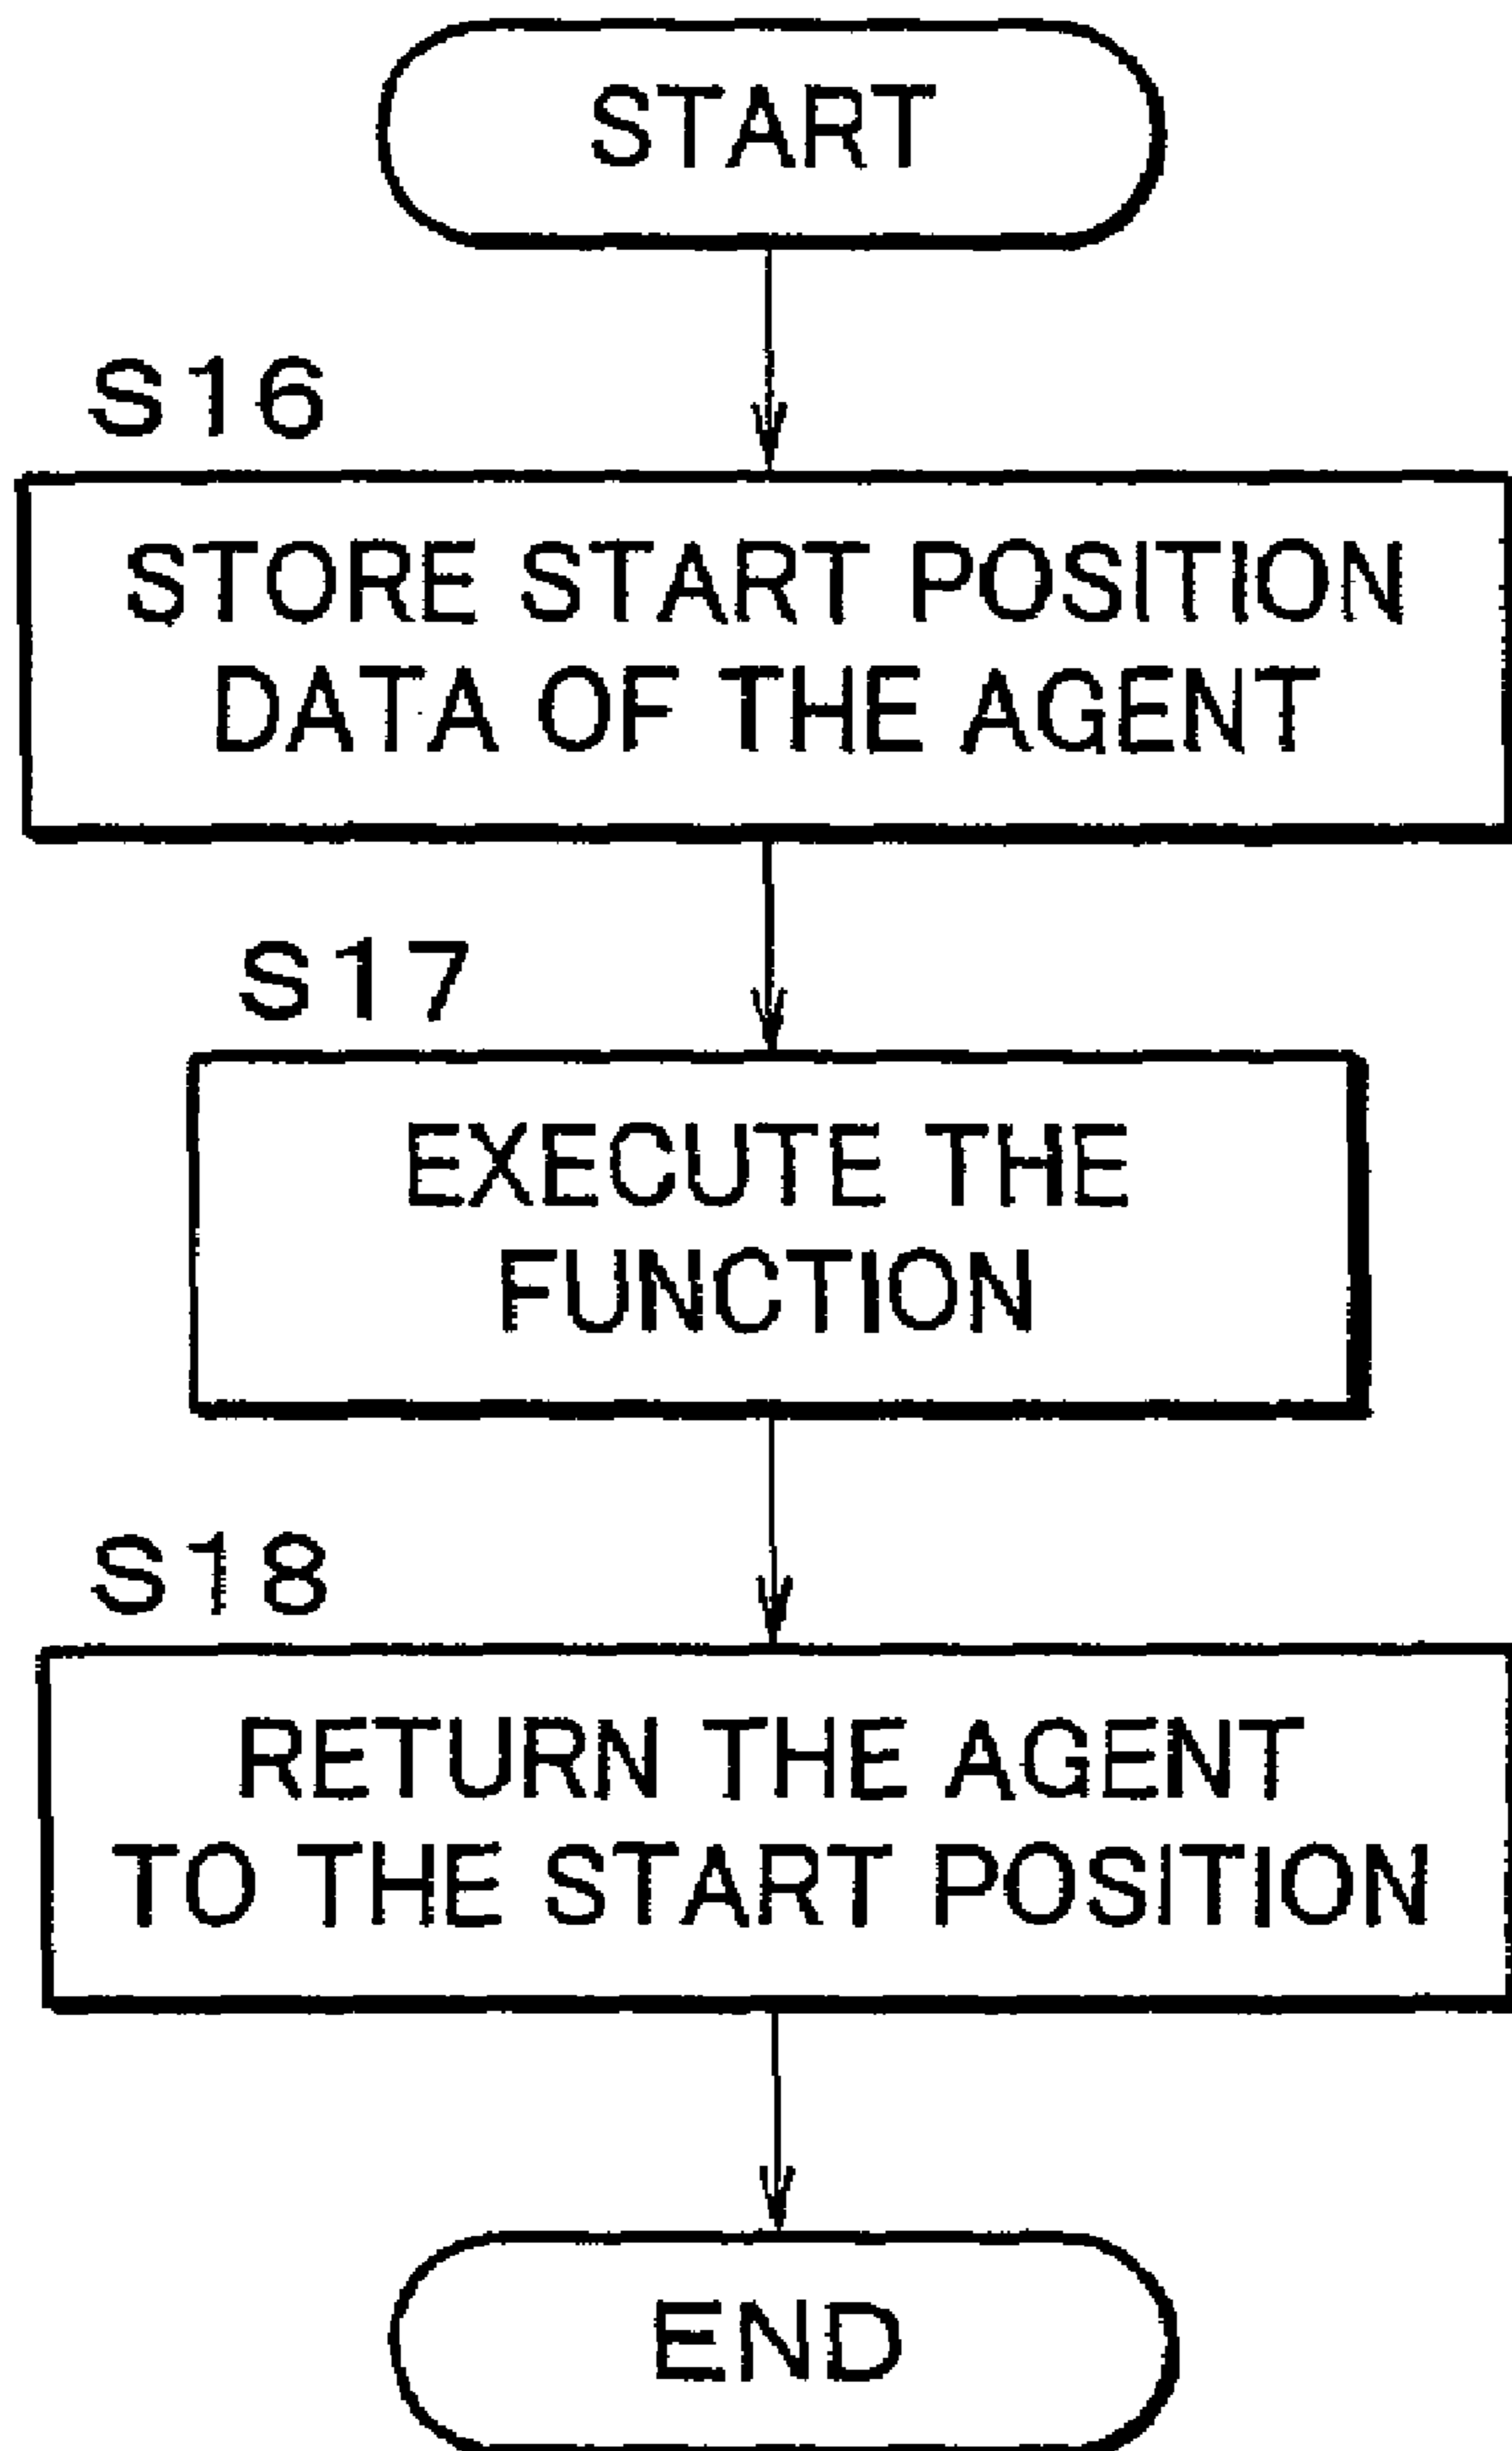 START
S16
STORE START POSITION
DATA OF THE AGENT
S17
EXECUTE THE
FUNCTION
S18
RETURN THE AGENT
TO THE START POSITION
END